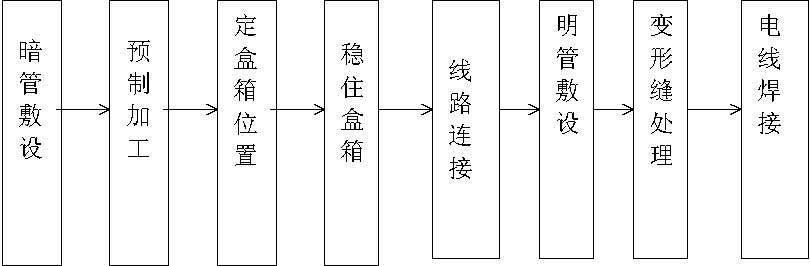 暗管敷设
预制加工
定盒箱位置
稳住盒箱
线路连接
明管敷设
变形缝处理
电线焊接